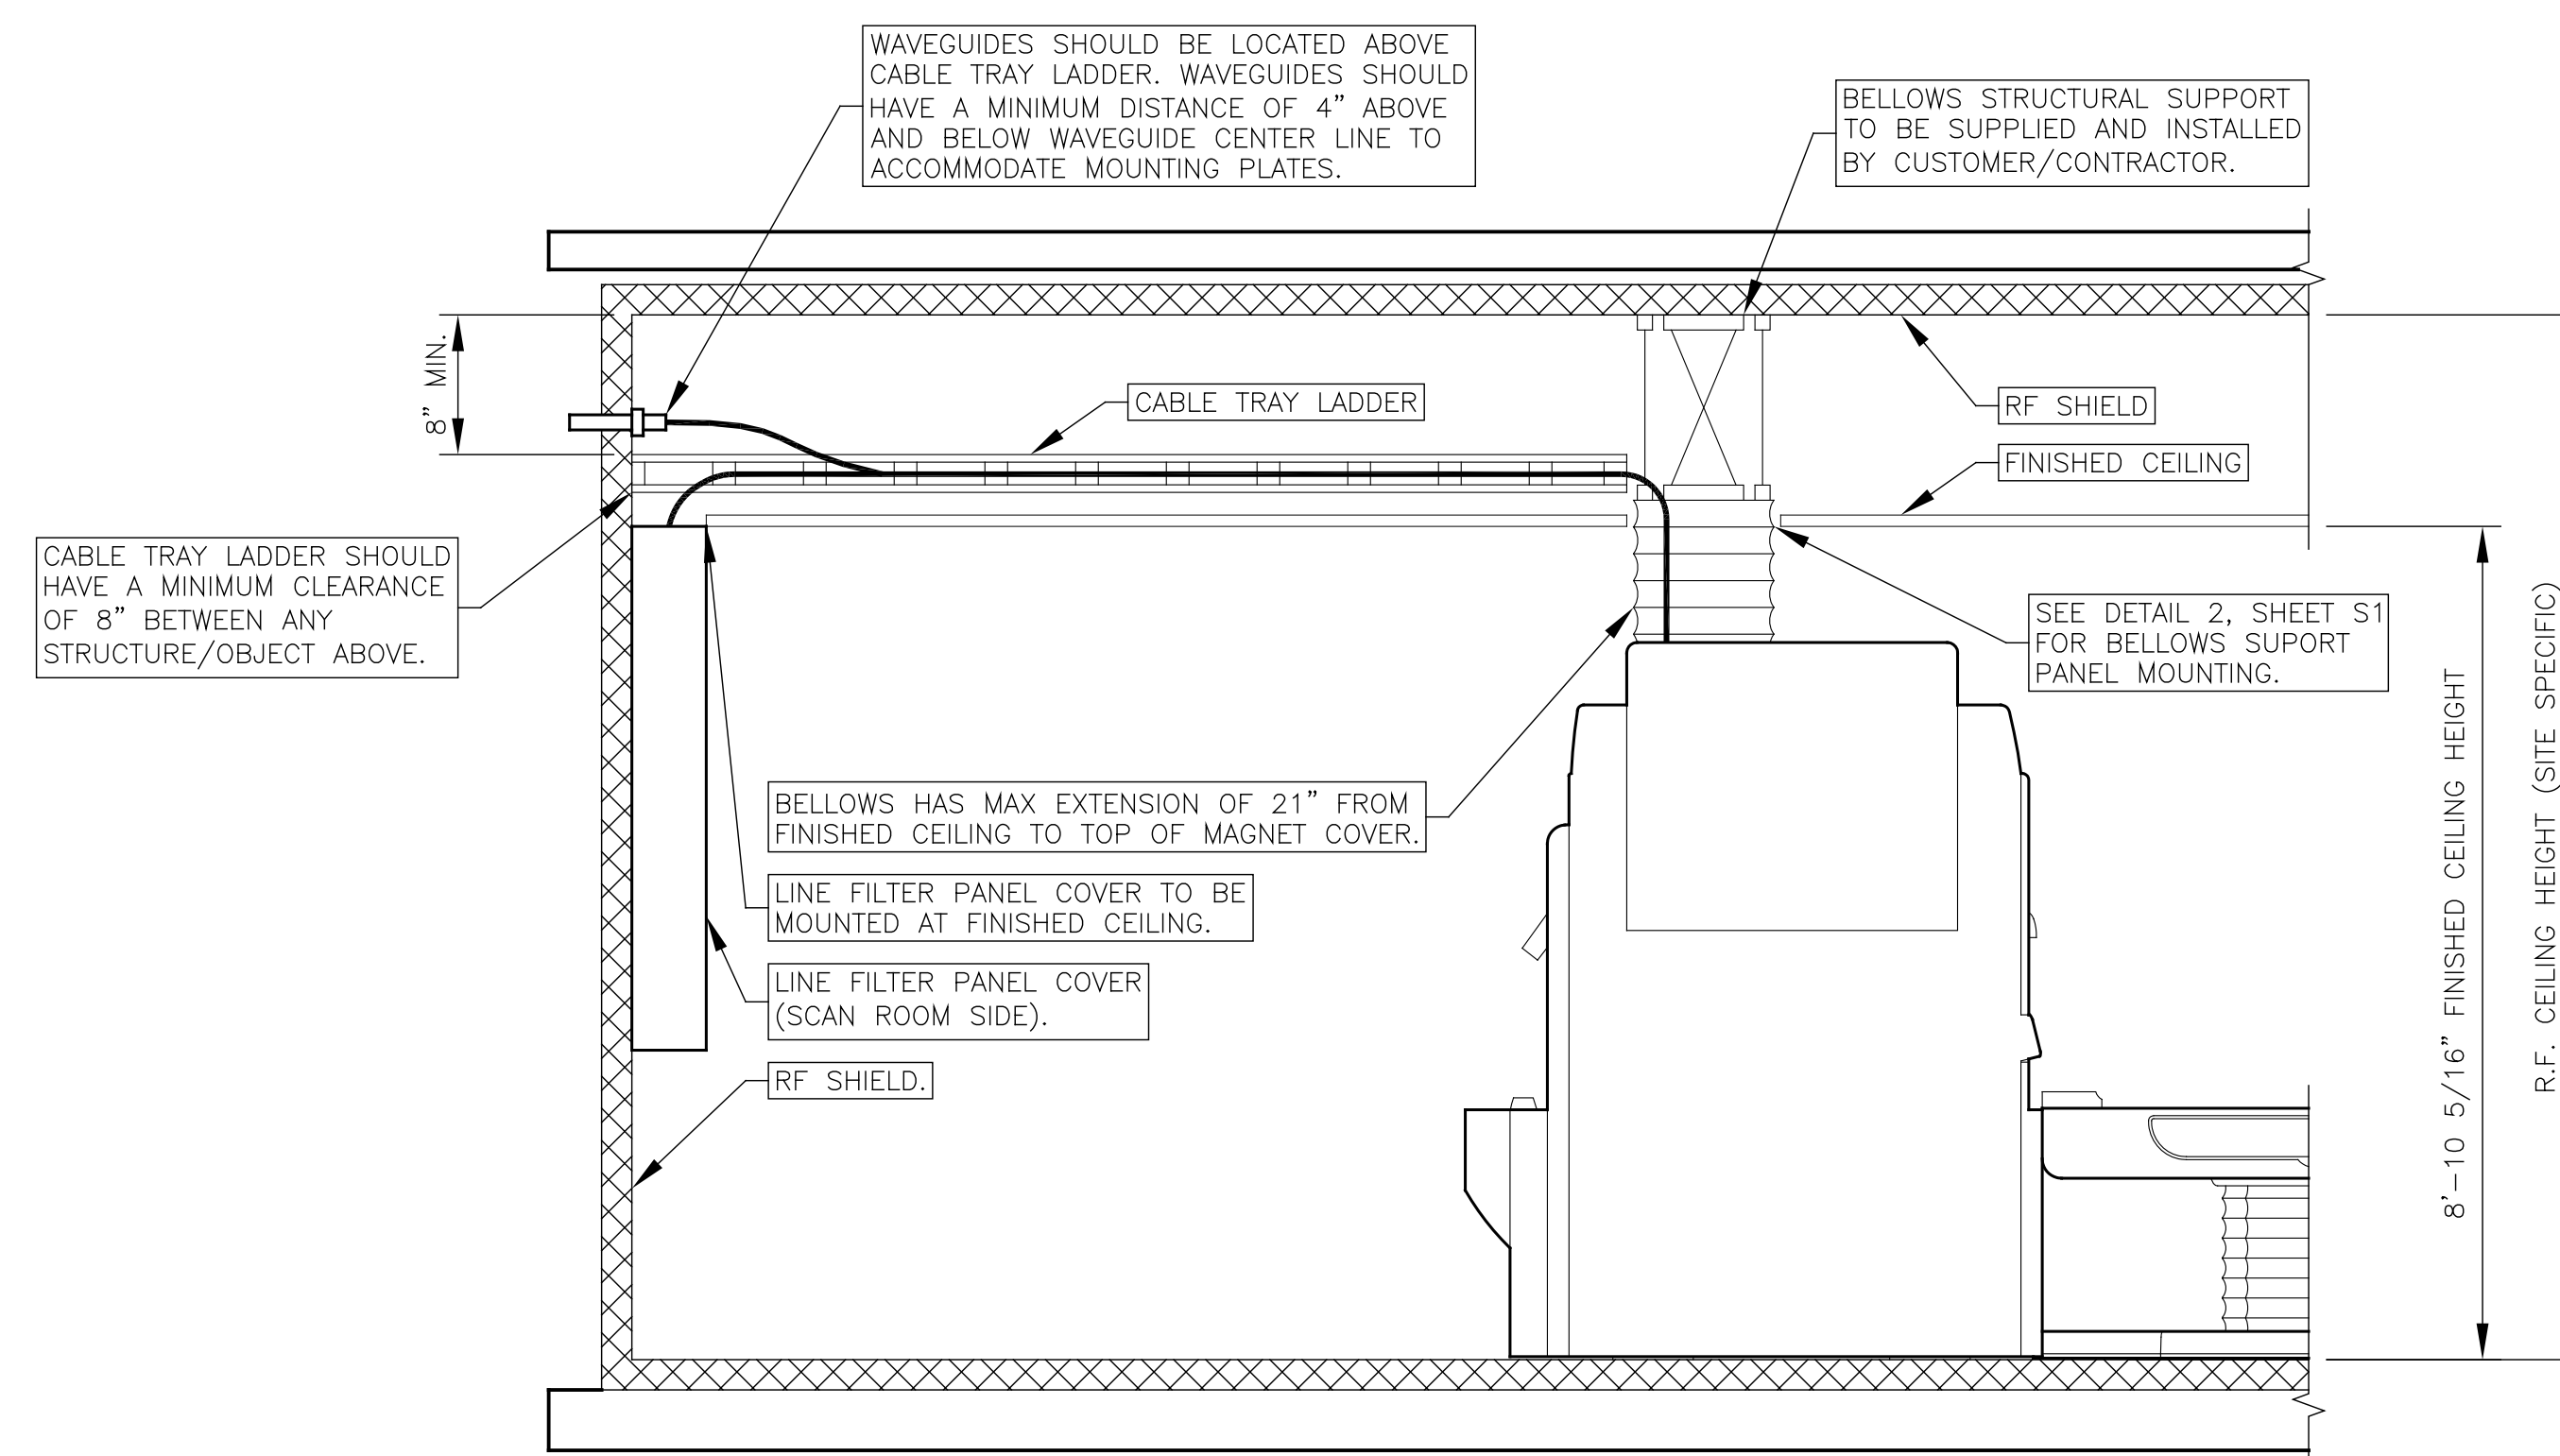 WAVEGUIDES SHOULD BE LOCATED ABOVE
CABLE TRAY LADDER. WAVEGUIDES SHOULD
HAVE A MINIMUM DISTANCE OF 4” ABOVE
AND BELOW WAVEGUIDE CENTER LINE TO
ACCOMMODATE MOUNTING PLATES.
BELLOWS STRUCTURAL SUPPORT
TO BE SUPPLIED AND INSTALLED
BY CUSTOMER/CONTRACTOR.
8” MIN.
CABLE TRAY LADDER
RF SHIELD
FINISHED CEILING
CABLE TRAY LADDER SHOULD
HAVE A MINIMUM CLEARANCE
OF 8” BETWEEN ANY
STRUCTURE/OBJECT ABOVE.
SEE DETAIL 2, SHEET S1
FOR BELLOWS SUPORT
PANEL MOUNTING.
BELLOWS HAS MAX EXTENSION OF 21” FROM
FINISHED CEILING TO TOP OF MAGNET COVER.
LINE FILTER PANEL COVER TO BE
MOUNTED AT FINISHED CEILING.
LINE FILTER PANEL COVER
(SCAN ROOM SIDE).
RF SHIELD.
8’–10 5/16” FINISHED CEILING HEIGHT
R.F. CEILING HEIGHT (SITE SPECIFIC)